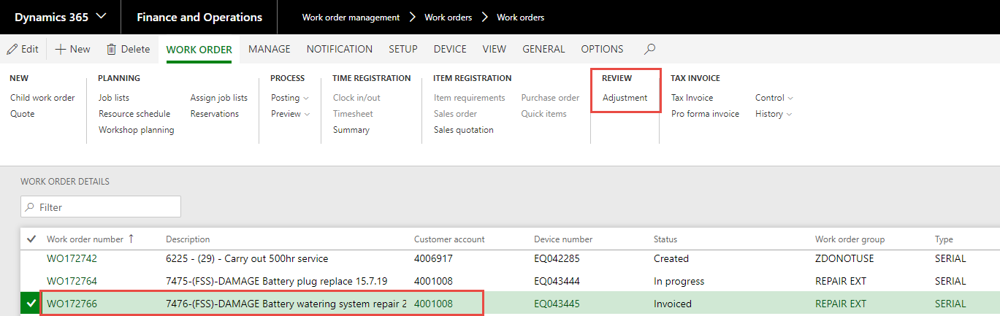 Dynamics 365 Finance and Operations Work order management Work orders Work orders
Edit New Delete WORK ORDER MANAGE NOTIFICATION SETUP DEVICE VIEW GENERAL OPTIONS
NEW PLANNING PROCESS TIME REGISTRATION ITEM REGISTRATION REVIEW TAX INVOICE
Child work order Job lists Assign job lists Posting Clock in/out Item requirements Purchase order Adjustment Tax Invoice Control
Quote Resource schedule Reservations Preview Timesheet Sales order Quick items Pro forma invoice History
Workshop planning Summary Sales quotation
WORK ORDER DETAILS
Filter
Work order number Description Customer account Device number Status Work order group Type
WO172742 6225 - (29) - Carry out 500hr service 4006917 EQ042285 Created ZDONOTUSE SERIAL
WO172764 7475-(FSS)-DAMAGE Battery plug replace 15.7.19 4001008 EQ043444 In progress REPAIR EXT SERIAL
WO172766 7476-(FSS)-DAMAGE Battery watering system repair 2 4001008 EQ043445 Invoiced REPAIR EXT SERIAL